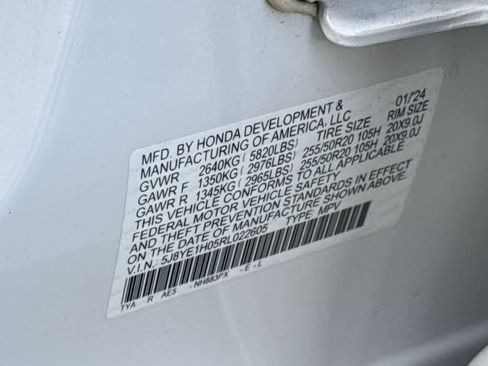 MFD. BY HONDA DEVELOPMENT & 01/24
MANUFACTURING OF AMERICA, LLC
GVWR 2640KG (5820LBS) TIRE SIZE RIM SIZE
GAWR F 1350KG (2976LBS) 255/50R20 105H 20X9.0J
GAWR R 1345KG (2965LBS) 255/50R20 105H 20X9.0J
THIS VEHICLE CONFORMS TO ALL APPLICABLE
FEDERAL MOTOR VEHICLE SAFETY
AND THEFT PREVENTION STANDARDS IN EFFECT
ON THE DATE OF MANUFACTURE SHOWN ABOVE.
V.I.N.: 5J8YE1H05RL022605 TYPE: MPV
TYA R AES NH883PX -E-L